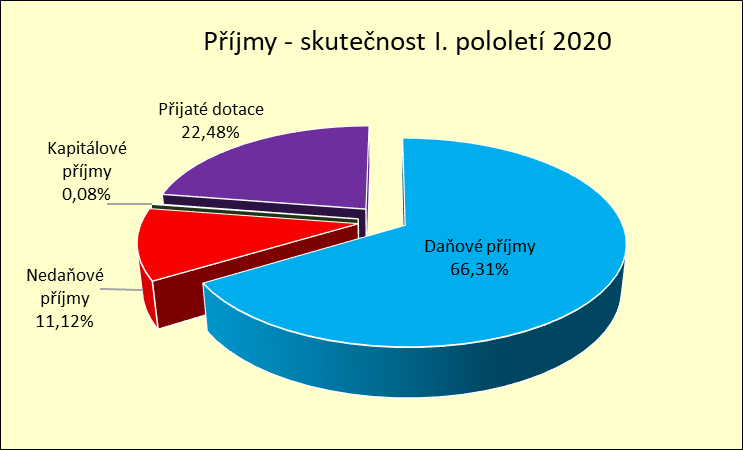 Příjmy - skutečnost I. pololetí 2020
Přijaté dotace
22,48%
Kapitálové
příjmy
0,08%
Daňové příjmy
66,31%
Nedaňové
příjmy
11,12%